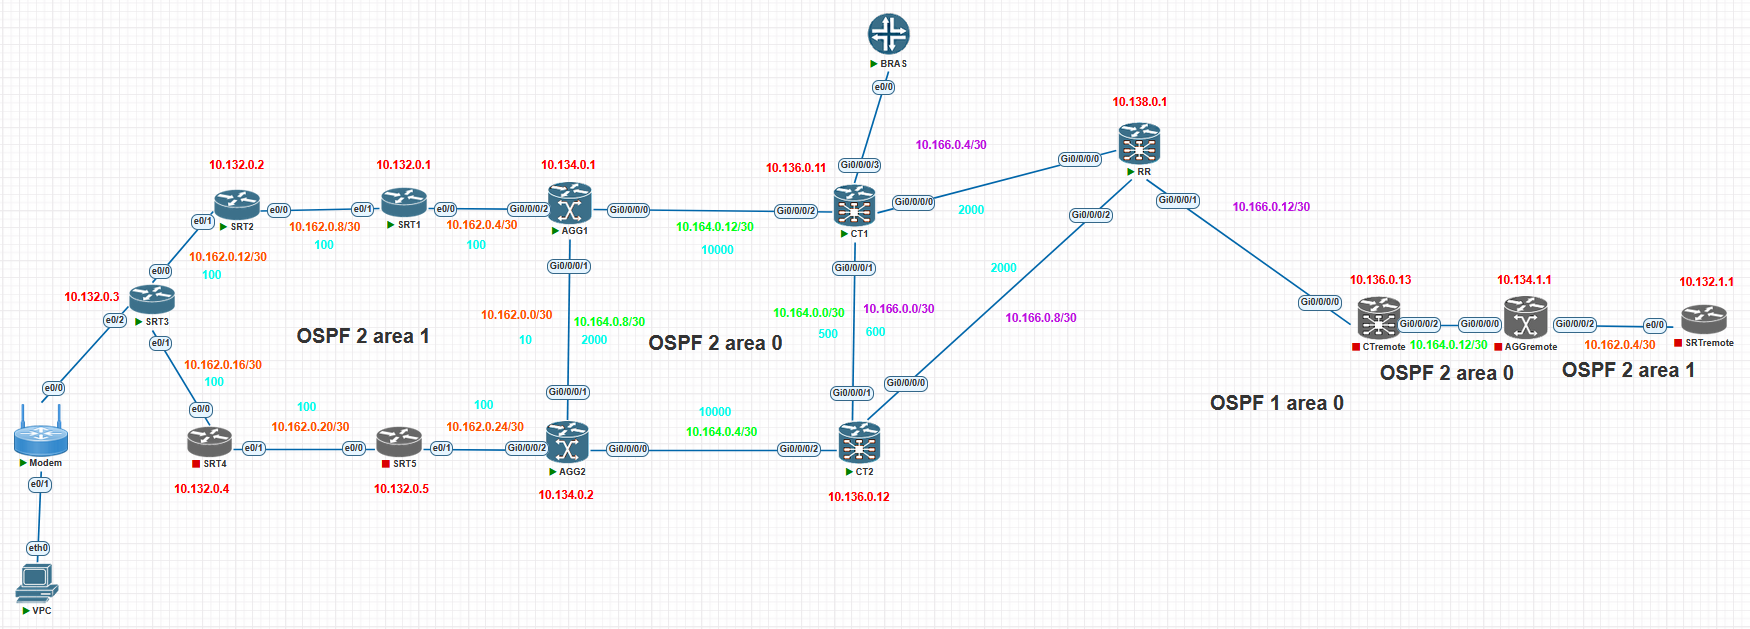 BRAS
e0/0
10.138.0.1
10.166.0.4/30
Gi0/0/0/3
Gi0/0/0/0
RR
10.132.0.2
10.132.0.1
10.134.0.1
10.136.0.11
Gi0/0/0/0
Gi0/0/0/1
e0/1
e0/0
e0/1
e0/0
Gi0/0/0/2
Gi0/0/0/0
Gi0/0/0/2
2000
Gi0/0/0/2
10.166.0.12/30
SRT2
10.162.0.8/30
SRT1
10.162.0.4/30
AGG1
10.164.0.12/30
CT1
100
100
10000
10.162.0.12/30
100
e0/0
Gi0/0/0/1
Gi0/0/0/1
2000
10.132.0.3
10.136.0.13
10.134.1.1
10.132.1.1
e0/2
SRT3
10.162.0.0/30
10.164.0.8/30
10.164.0.0/30
10.166.0.0/30
10.166.0.8/30
Gi0/0/0/0
Gi0/0/0/2
Gi0/0/0/0
Gi0/0/0/2
e0/0
e0/1
OSPF 2 area 1
10
2000
OSPF 2 area 0
500
600
CTremote
10.164.0.12/30
AGGremote
10.162.0.4/30
SRTremote
10.162.0.16/30
100
OSPF 2 area 0
OSPF 2 area 1
e0/0
Gi0/0/0/1
Gi0/0/0/1
Gi0/0/0/0
OSPF 1 area 0
e0/0
100
100
10000
10.162.0.20/30
10.162.0.24/30
10.164.0.4/30
e0/1
e0/0
e0/1
Gi0/0/0/2
Gi0/0/0/0
Gi0/0/0/2
Modem
SRT4
SRT5
AGG2
CT2
e0/1
10.132.0.4
10.132.0.5
10.134.0.2
10.136.0.12
eth0
VPC